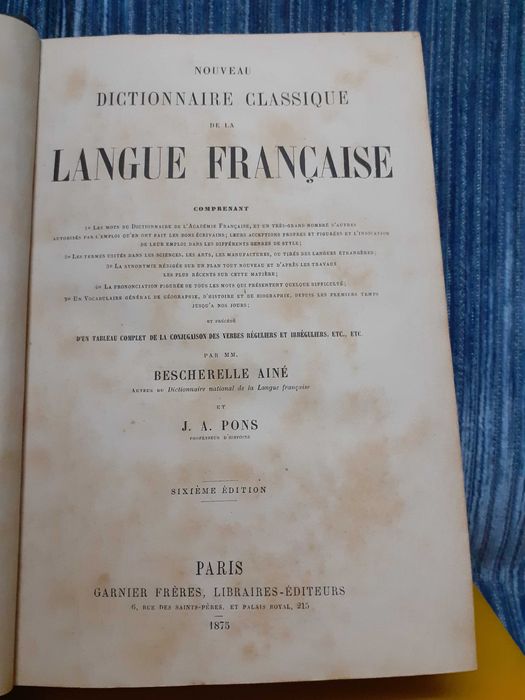 NOUVEAU
DICTIONNAIRE CLASSIQUE
DE LA
LANGUE FRANÇAISE
COMPRENANT
1º LES MOTS DU DICTIONNAIRE DE L'ACADÉMIE FRANÇAISE, ET UN TRÈS-GRAND NOMBRE D'AUTRES
AUTORISÉS PAR L'EMPLOI QU'EN ONT FAIT LES BONS ÉCRIVAINS; LEURS ACCEPTIONS PROPRES ET FIGURÉES ET L'INDICATION
DE LEUR EMPLOI DANS LES DIFFÉRENTS GENRES DE STYLE;
2º LES TERMES USITÉS DANS LES SCIENCES, LES ARTS, LES MANUFACTURES, OU TIRÉS DES LANGUES ÉTRANGÈRES;
3º LA SYNONYMIE RÉDIGÉE SUR UN PLAN TOUT NOUVEAU ET D'APRÈS LES TRAVAUX
LES PLUS RÉCENTS SUR CETTE MATIÈRE;
4º LA PRONONCIATION FIGURÉE DE TOUS LES MOTS QUI PRÉSENTENT QUELQUE DIFFICULTÉ;
5º UN VOCABULAIRE GÉNÉRAL DE GÉOGRAPHIE, D'HISTOIRE ET DE BIOGRAPHIE, DEPUIS LES PREMIERS TEMPS
JUSQU'A NOS JOURS;
ET PRÉCÉDÉ
D'UN TABLEAU COMPLET DE LA CONJUGAISON DES VERBES RÉGULIERS ET IRRÉGULIERS, ETC., ETC.
PAR MM.
BESCHERELLE AINÉ
AUTEUR DU Dictionnaire national de la Langue française
ET
J. A. PONS
PROFESSEUR D'HISTOIRE
SIXIÈME ÉDITION
PARIS
GARNIER FRÈRES, LIBRAIRES-ÉDITEURS
6, RUE DES SAINTS-PÈRES, ET PALAIS ROYAL, 215
1875